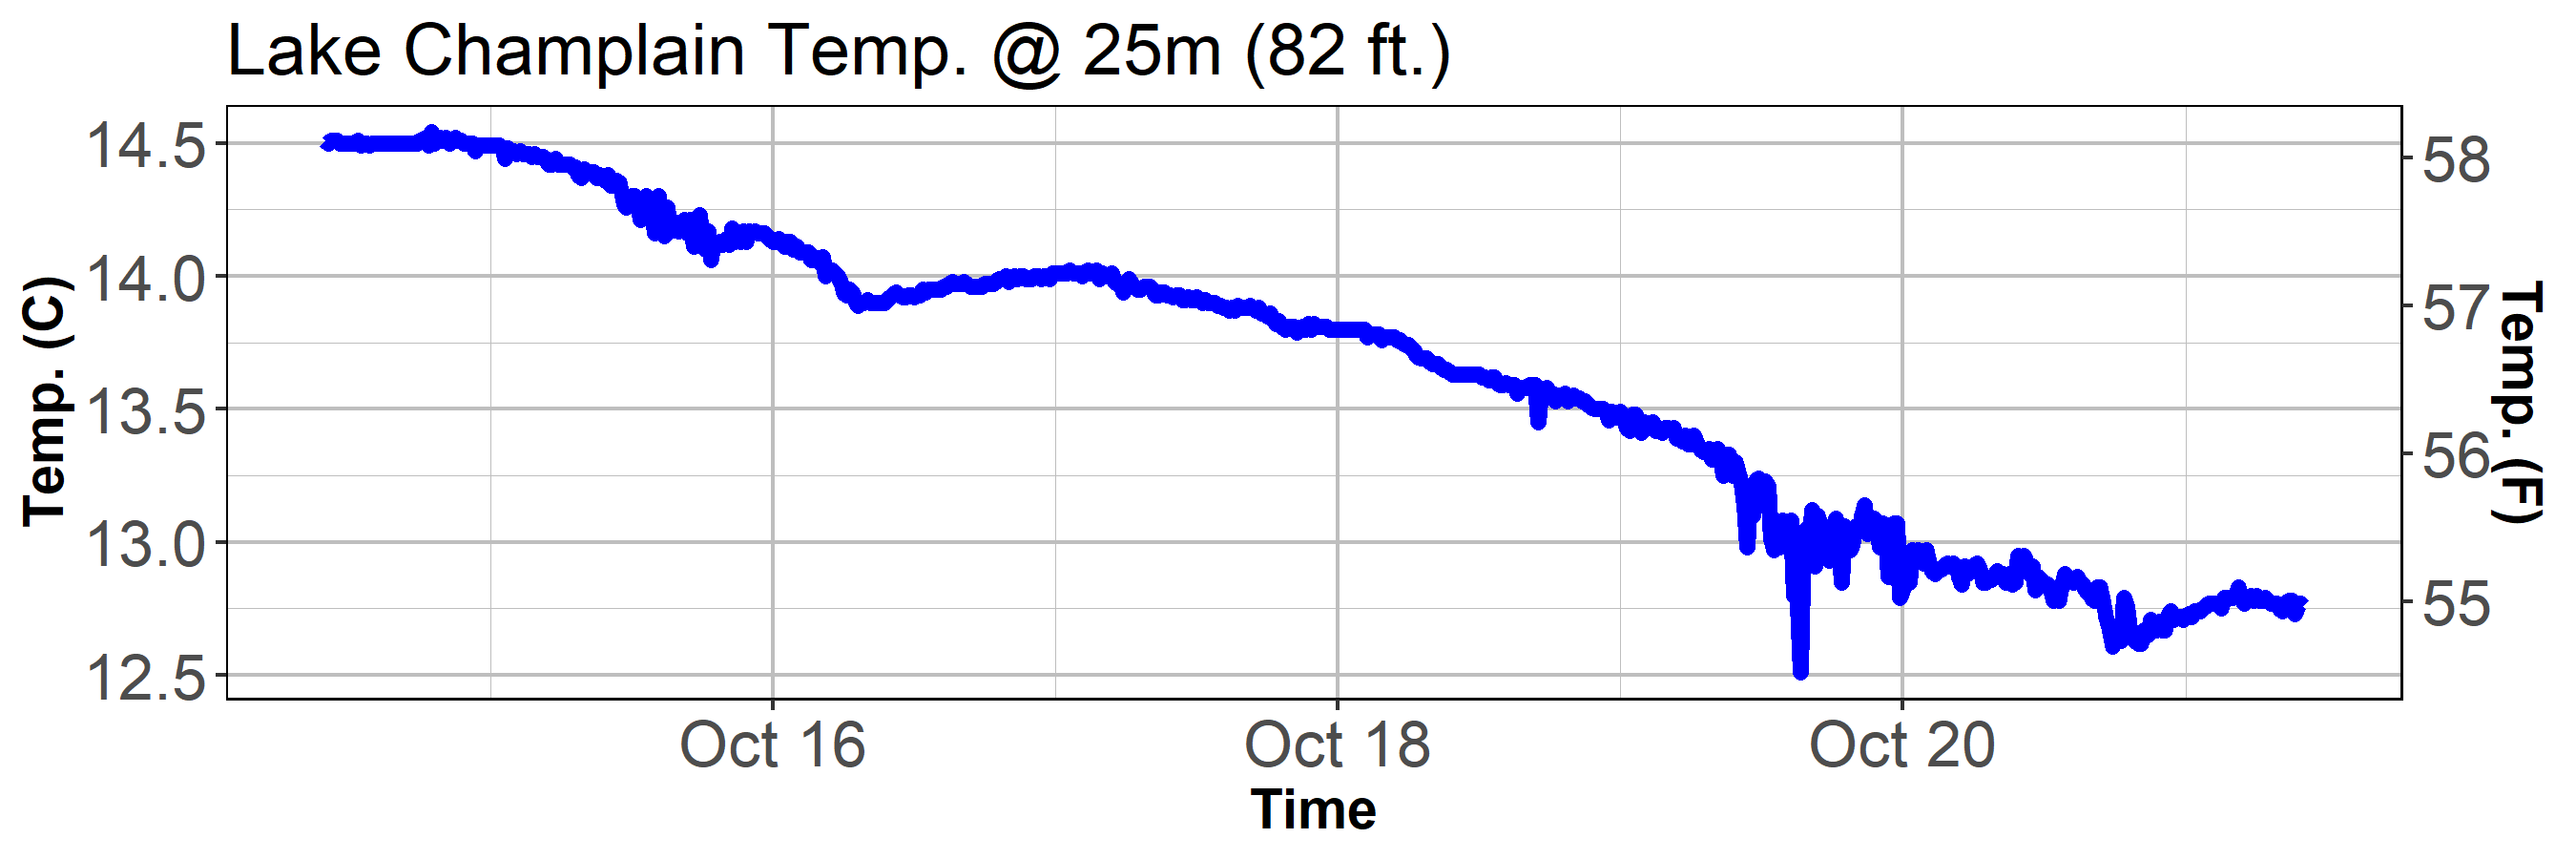 Lake Champlain Temp. @ 25m (82 ft.)
Temp. (C)
14.5
14.0
13.5
13.0
12.5
58
57
56
55
Temp. (F)
Oct 16 Oct 18 Oct 20
Time